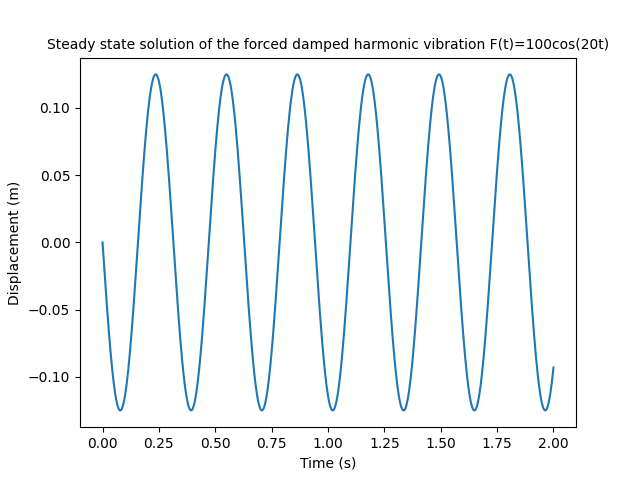 Steady state solution of the forced damped harmonic vibration F(t)=100cos(20t)
Displacement (m)
0.10
0.05
0.00
−0.05
−0.10
0.00 0.25 0.50 0.75 1.00 1.25 1.50 1.75 2.00
Time (s)